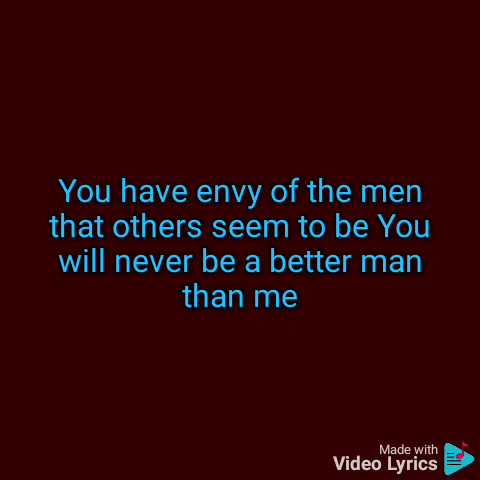 You have envy of the men
that others seem to be You
will never be a better man
than me
Made with
Video Lyrics